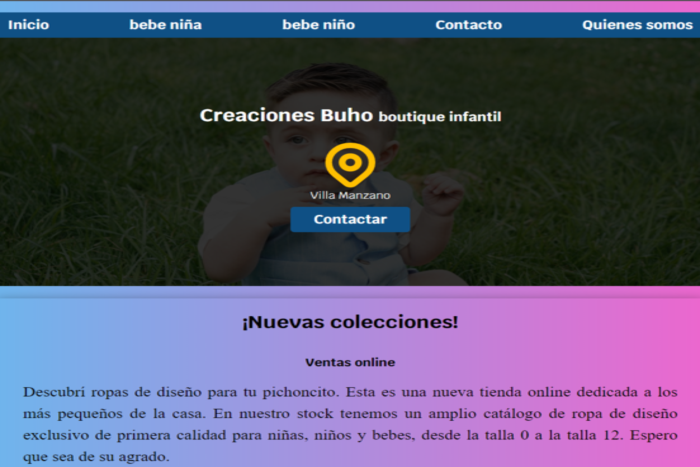 Inicio bebe niña bebe niño Contacto Quienes somos
Creaciones Buho boutique infantil
Villa Manzano
Contactar
¡Nuevas colecciones!
Ventas online
Descubrí ropas de diseño para tu pichoncito. Esta es una nueva tienda online dedicada a los
más pequeños de la casa. En nuestro stock tenemos un amplio catálogo de ropa de diseño
exclusivo de primera calidad para niñas, niños y bebes, desde la talla 0 a la talla 12. Espero
que sea de su agrado.